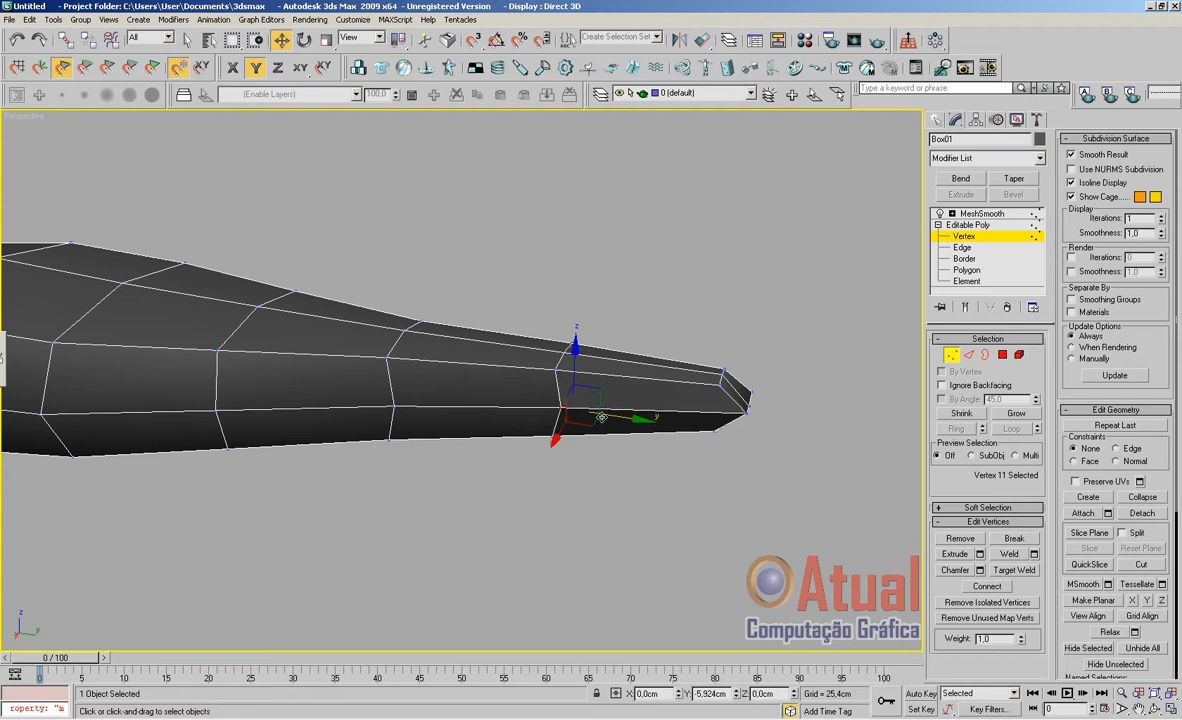 Untitled - Project Folder: C:\Users\User\Documents\3dsmax - Autodesk 3ds Max 2009 x64 - Unregistered Version - Display : Direct 3D
File Edit Tools Group Views Create Modifiers Animation Graph Editors Rendering Customize MAXScript Help Tentacles
All View Create Selection Set
X Y Z XY XY
(Enable Layers) 100,0 0 (default) Type a keyword or phrase
Perspective
Box01
Modifier List
Bend Taper
Extrude Bevel
MeshSmooth
Editable Poly
Vertex
Edge
Border
Polygon
Element
Selection
By Vertex
Ignore Backfacing
By Angle: 45,0
Shrink Grow
Ring Loop
Preview Selection
Off SubObj Multi
Vertex 11 Selected
Soft Selection
Edit Vertices
Remove Break
Extrude Weld
Chamfer Target Weld
Connect
Remove Isolated Vertices
Remove Unused Map Verts
Weight: 1,0
Subdivision Surface
Smooth Result
Use NURMS Subdivision
Isoline Display
Show Cage......
Display
Iterations: 1
Smoothness: 1,0
Render
Iterations: 0
Smoothness: 1,0
Separate By
Smoothing Groups
Materials
Update Options
Always
When Rendering
Manually
Update
Edit Geometry
Repeat Last
Constraints
None Edge
Face Normal
Preserve UVs
Create Collapse
Attach Detach
Slice Plane Split
Slice Reset Plane
QuickSlice Cut
MSmooth Tessellate
Make Planar X Y Z
View Align Grid Align
Relax
Hide Selected Unhide All
Hide Unselected
Named Selections:
z
y
z
x y
Atual
Computação Gráfica
0 / 100
0 5 10 15 20 25 30 35 40 45 50 55 60 65 70 75 80 85 90 95 100
1 Object Selected X: 0,0cm Y: -5,924cm Z: 0,0cm Grid = 25,4cm Auto Key Selected
roperty: "m Click or click-and-drag to select objects Add Time Tag Set Key Key Filters... 0